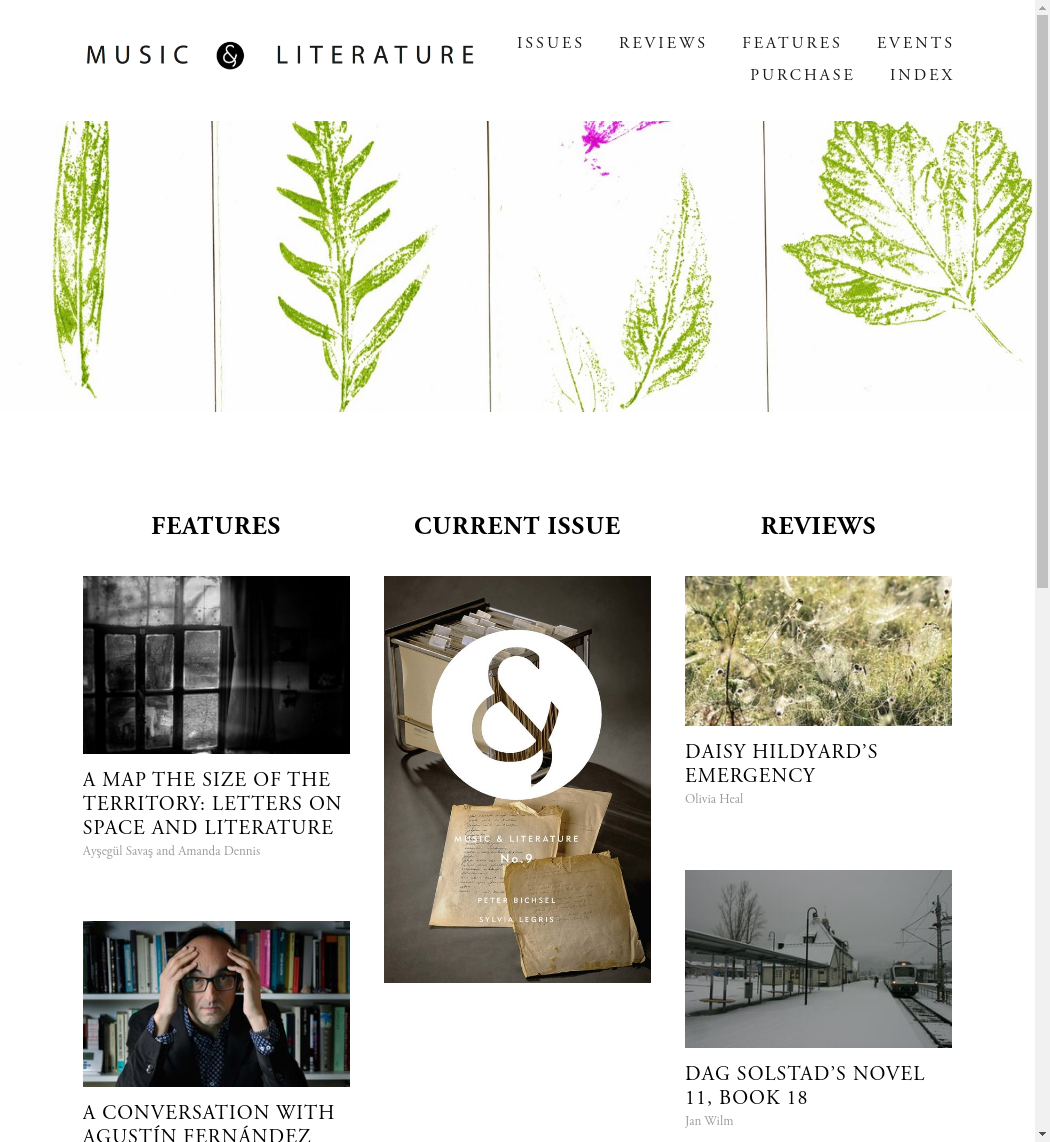 MUSIC & LITERATURE
ISSUES REVIEWS FEATURES EVENTS
PURCHASE INDEX
FEATURES
A MAP THE SIZE OF THE
TERRITORY: LETTERS ON
SPACE AND LITERATURE
Ayşegül Savaş and Amanda Dennis
A CONVERSATION WITH
AGUSTÍN FERNÁNDEZ
CURRENT ISSUE
&
MUSIC & LITERATURE
No.9
PETER BICHSEL
SYLVIA LEGRIS
REVIEWS
DAISY HILDYARD’S
EMERGENCY
Olivia Heal
DAG SOLSTAD’S NOVEL
11, BOOK 18
Jan Wilm